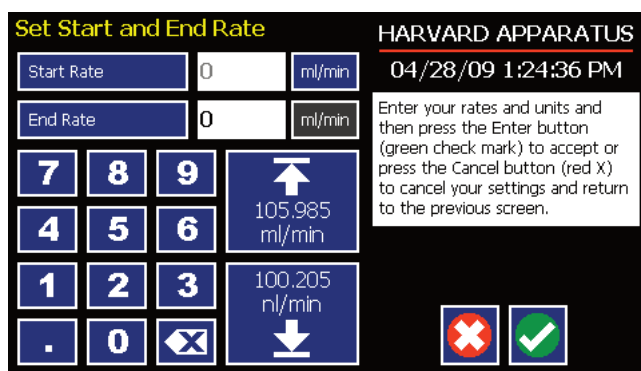 Set Start and End Rate
Start Rate 0 ml/min
End Rate 0 ml/min
7 8 9
105.985
ml/min
4 5 6
1 2 3
100.205
nl/min
. 0
HARVARD APPARATUS
04/28/09 1:24:36 PM
Enter your rates and units and
then press the Enter button
(green check mark) to accept or
press the Cancel button (red X)
to cancel your settings and return
to the previous screen.